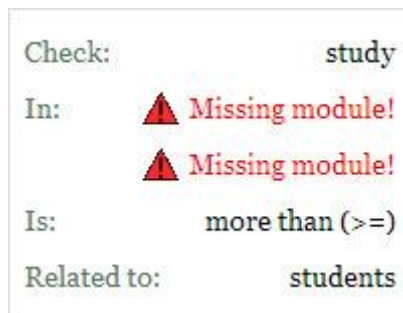 Check: study
In: Missing module!
Missing module!
Is: more than (>=)
Related to: students